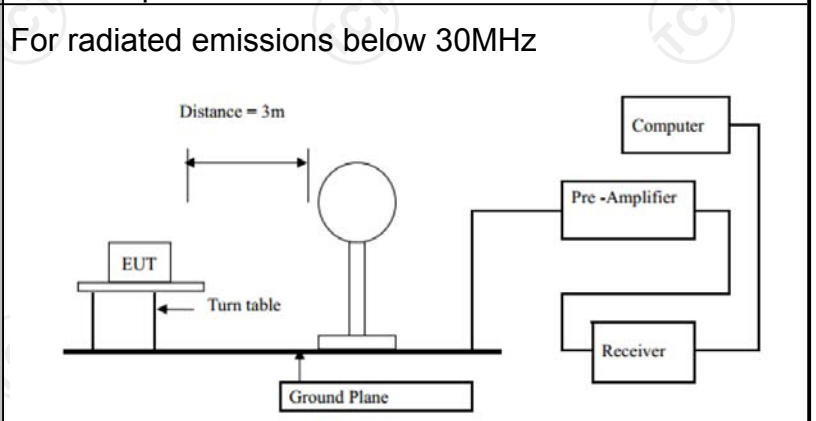 For radiated emissions below 30MHz
Distance = 3m
Computer
Pre -Amplifier
EUT
Turn table
Receiver
Ground Plane